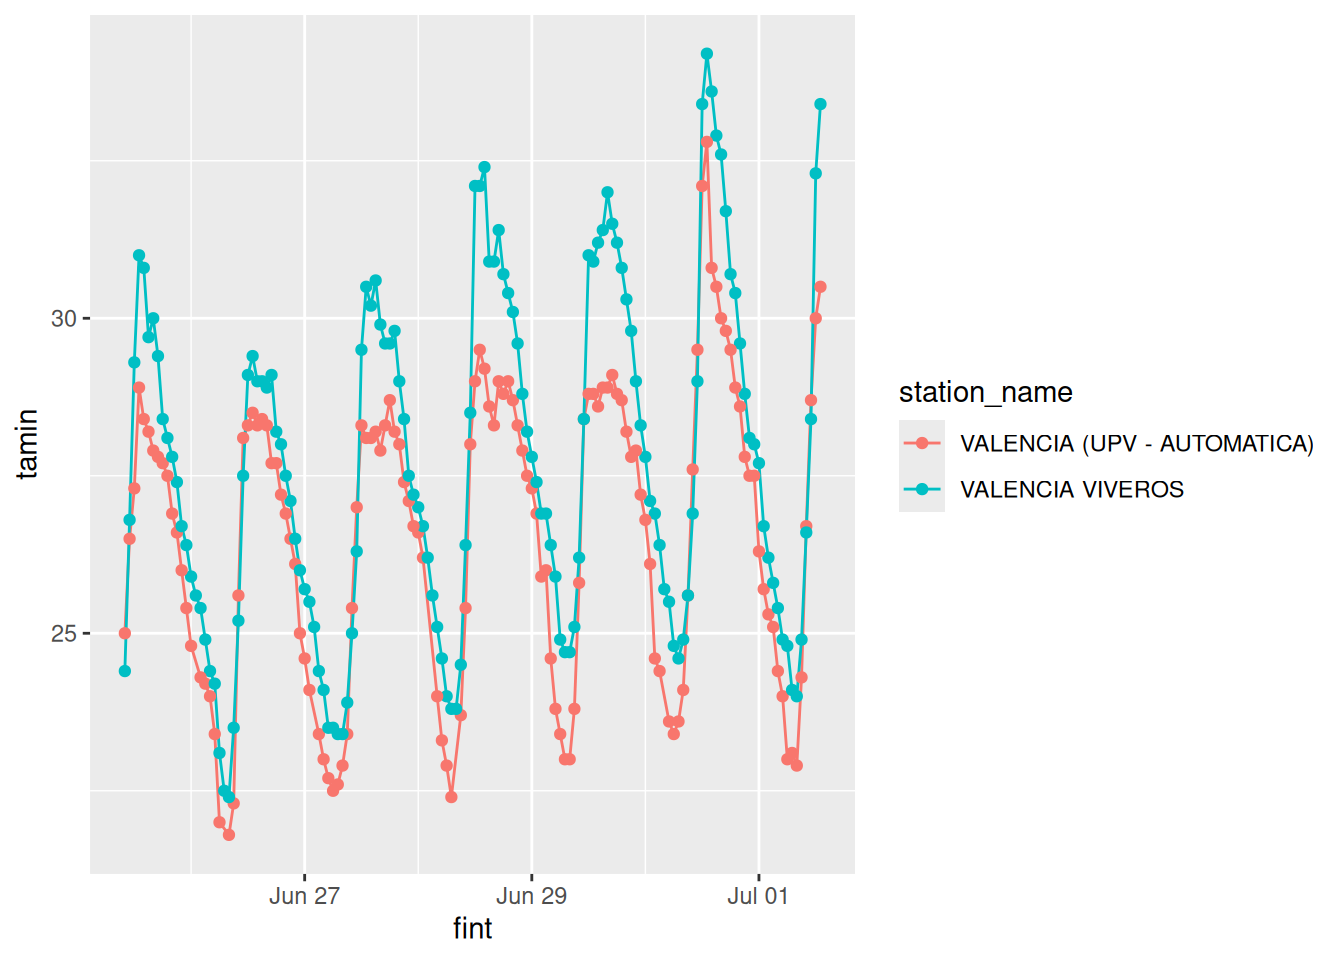 30
25
tamin
Jun 27
Jun 29
Jul 01
fint
station_name
VALENCIA (UPV - AUTOMATICA)
VALENCIA VIVEROS